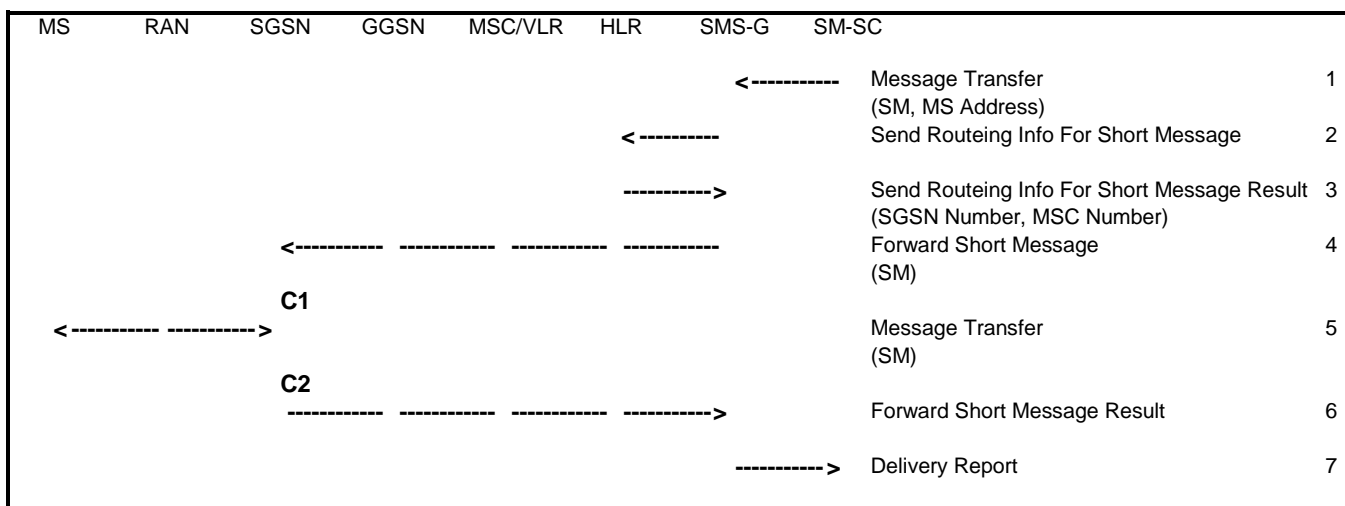 MS RAN SGSN GGSN MSC/VLR HLR SMS-G SM-SC
Message Transfer 1
(SM, MS Address)
Send Routeing Info For Short Message 2
Send Routeing Info For Short Message Result 3
(SGSN Number, MSC Number)
Forward Short Message 4
(SM)
C1
Message Transfer 5
(SM)
C2
Forward Short Message Result 6
Delivery Report 7